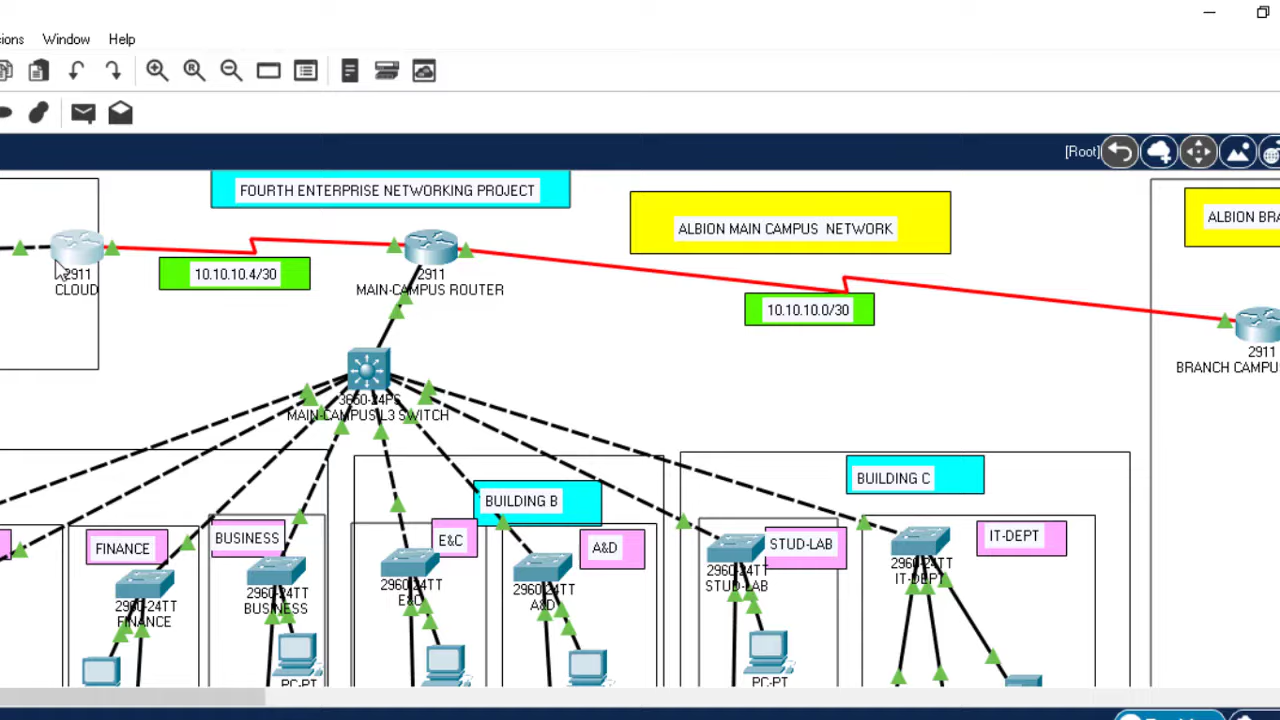 Window Help
[Root]
FOURTH ENTERPRISE NETWORKING PROJECT
ALBION MAIN CAMPUS NETWORK
2911
CLOUD
10.10.10.4/30
2911
MAIN-CAMPUS ROUTER
10.10.10.0/30
2911
BRANCH
3650-24PS
MAIN-CAMPUS L3 SWITCH
BUILDING B
BUILDING C
FINANCE
BUSINESS
E&C
A&D
STUD-LAB
IT-DEPT
2960-24TT
FINANCE
2960-24TT
BUSINESS
2960-24TT
E&C
2960-24TT
A&D
2960-24TT
STUD-LAB
2960-24TT
IT-DEPT
PC-PT
PC-PT